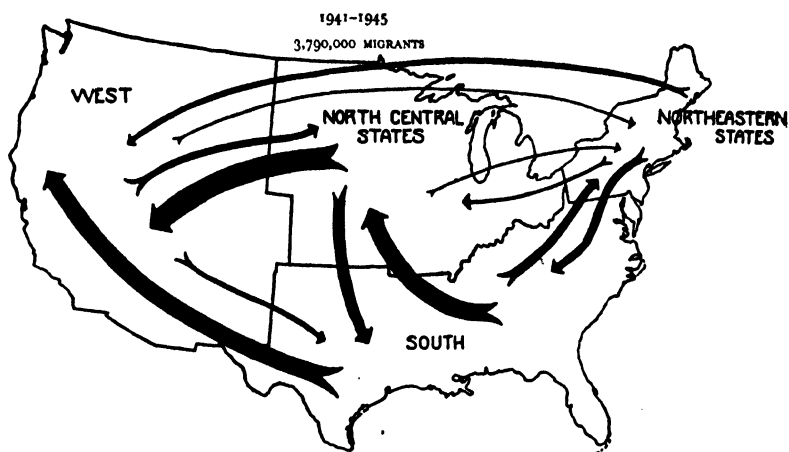 1941–1945
3,790,000 MIGRANTS
WEST
NORTH CENTRAL
STATES
NORTHEASTERN
STATES
SOUTH